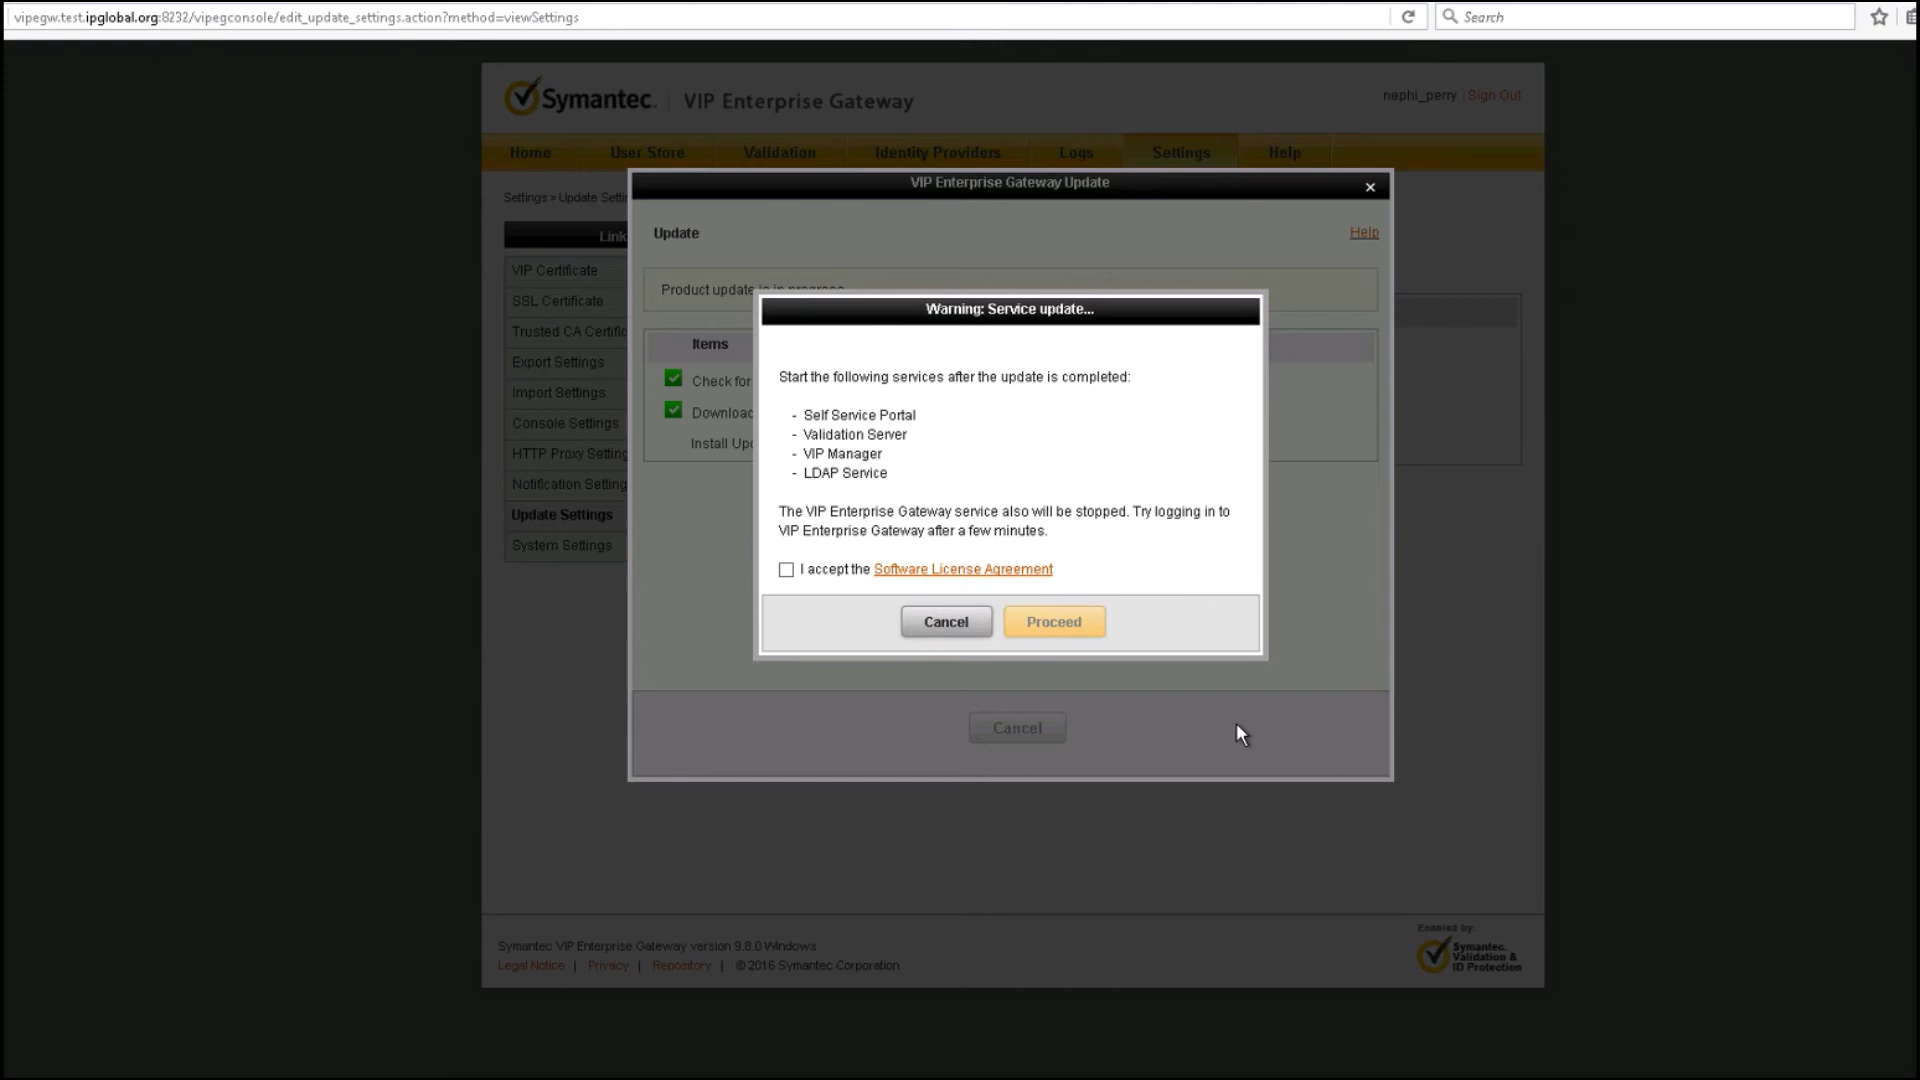 vipegw.test.ipglobal.org:8232/vipegconsole/edit_update_settings.action?method=viewSettings
Search
Symantec. VIP Enterprise Gateway
nephi_perry | Sign Out
Home User Store Validation Identity Providers Logs Settings Help
VIP Enterprise Gateway Update
Settings > Update Settin
Update
Help
Link
VIP Certificate
SSL Certificate
Trusted CA Certific
Export Settings
Import Settings
Console Settings
HTTP Proxy Setting
Notification Setting
Update Settings
System Settings
Product update is in progress
Items
Check for
Download
Install Upd
Warning: Service update...
Start the following services after the update is completed:
- Self Service Portal
- Validation Server
- VIP Manager
- LDAP Service
The VIP Enterprise Gateway service also will be stopped. Try logging in to
VIP Enterprise Gateway after a few minutes.
I accept the Software License Agreement
Cancel Proceed
Cancel
Symantec VIP Enterprise Gateway version 9.8.0 Windows
Legal Notice | Privacy | Repository | © 2016 Symantec Corporation
Enabled by:
Symantec.
Validation &
ID Protection